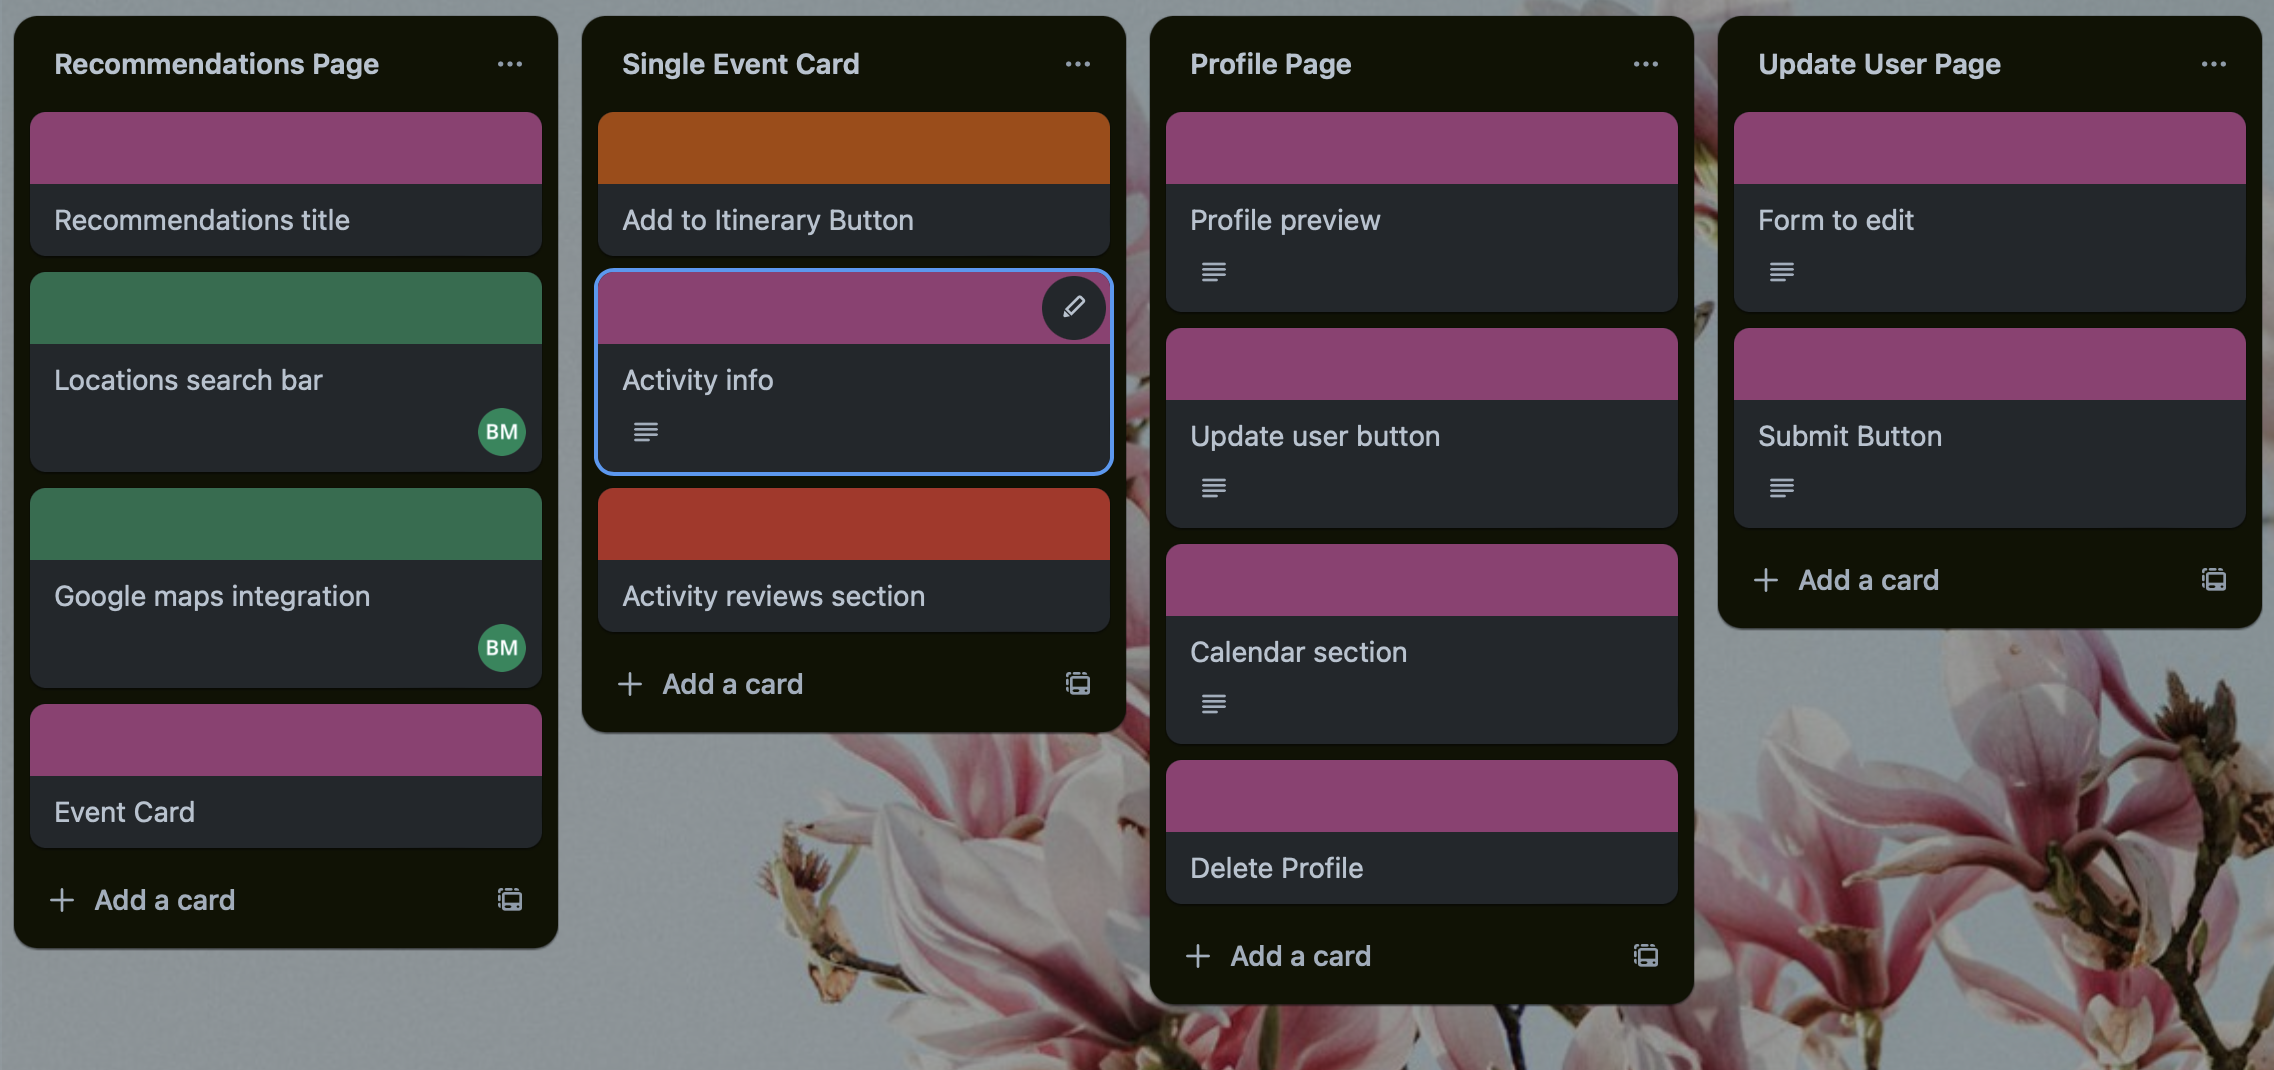 Recommendations Page
Recommendations title
Locations search bar
BM
Google maps integration
BM
Event Card
Add a card
Single Event Card
Add to Itinerary Button
Activity info
Activity reviews section
Add a card
Profile Page
Profile preview
Update user button
Calendar section
Delete Profile
Add a card
Update User Page
Form to edit
Submit Button
Add a card